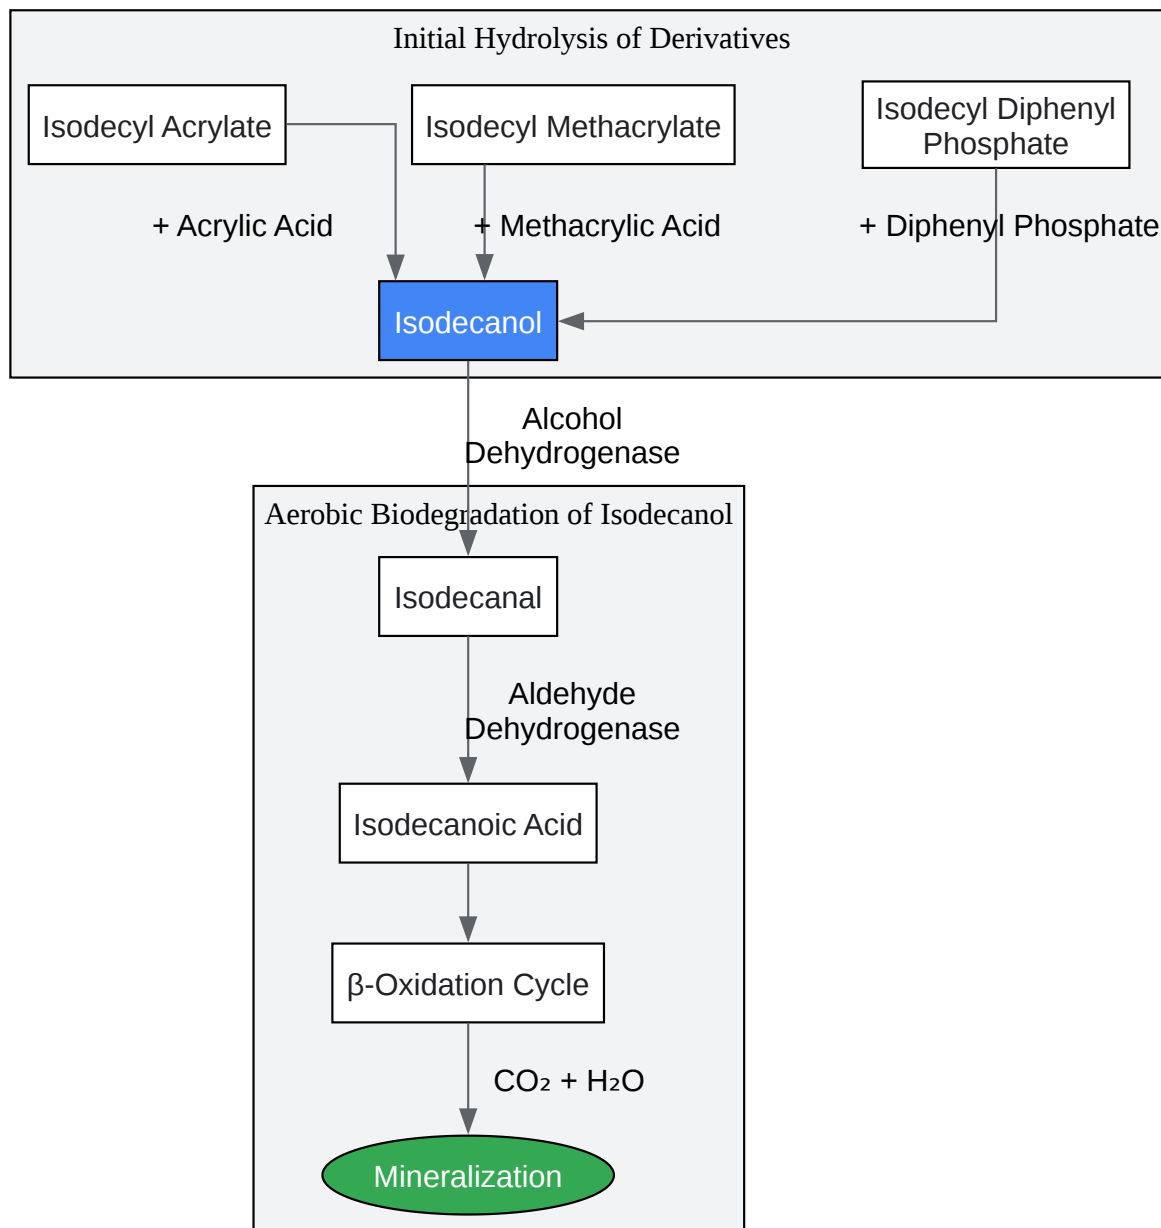 Initial Hydrolysis of Derivatives
Isodecyl Acrylate
Isodecyl Methacrylate
Isodecyl Diphenyl
Phosphate
+ Acrylic Acid
+ Methacrylic Acid
+ Diphenyl Phosphate
Isodecanol
Alcohol
Dehydrogenase
Aerobic Biodegradation of Isodecanol
Isodecanal
Aldehyde
Dehydrogenase
Isodecanoic Acid
β-Oxidation Cycle
CO₂ + H₂O
Mineralization